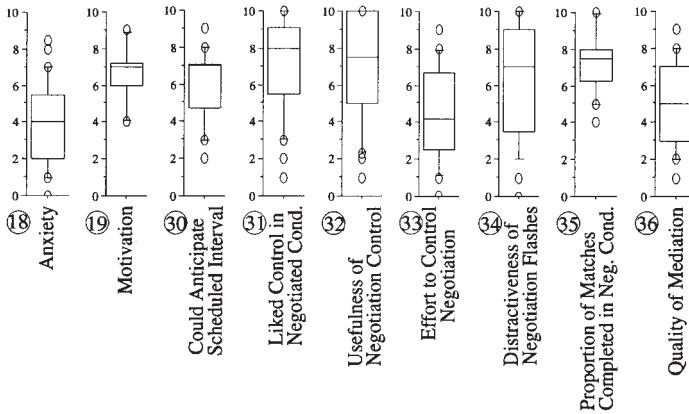 10 10 10 10 10 10 10 10 10
8 8 8 8 8 8 8 8 8
6 6 6 6 6 6 6 6 6
4 4 4 4 4 4 4 4 4
2 2 2 2 2 2 2 2 2
0 0 0 0 0 0 0 0 0
18
Anxiety
19
Motivation
30
Could Anticipate
Scheduled Interval
31
Liked Control in
Negotiated Cond.
32
Usefulness of
Negotiation Control
33
Effort to Control
Negotiation
34
Distractiveness of
Negotiation Flashes
35
Proportion of Matches
Completed in Neg. Cond.
36
Quality of Mediation